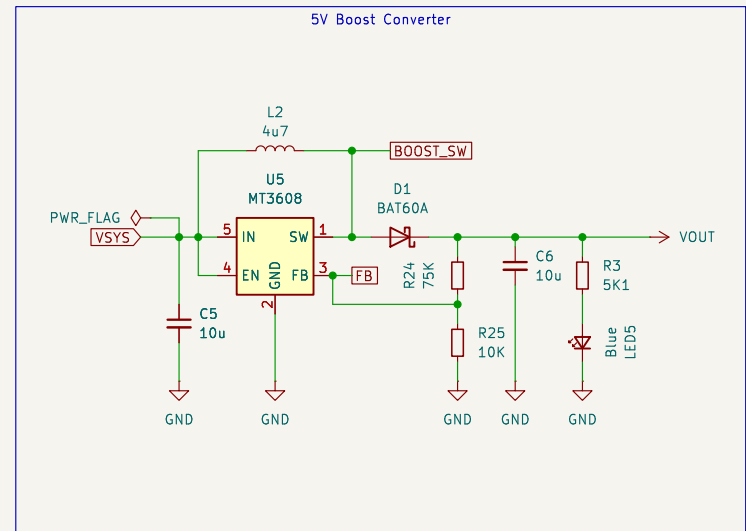 5V Boost Converter
L2
4u7
BOOST_SW
U5
MT3608
D1
BAT60A
PWR_FLAG
VSYS
5
IN
SW
1
VOUT
4
EN
GND
FB
3
FB
2
R24
75K
C6
10u
R3
5K1
C5
10u
R25
10K
Blue
LED5
GND
GND
GND
GND
GND